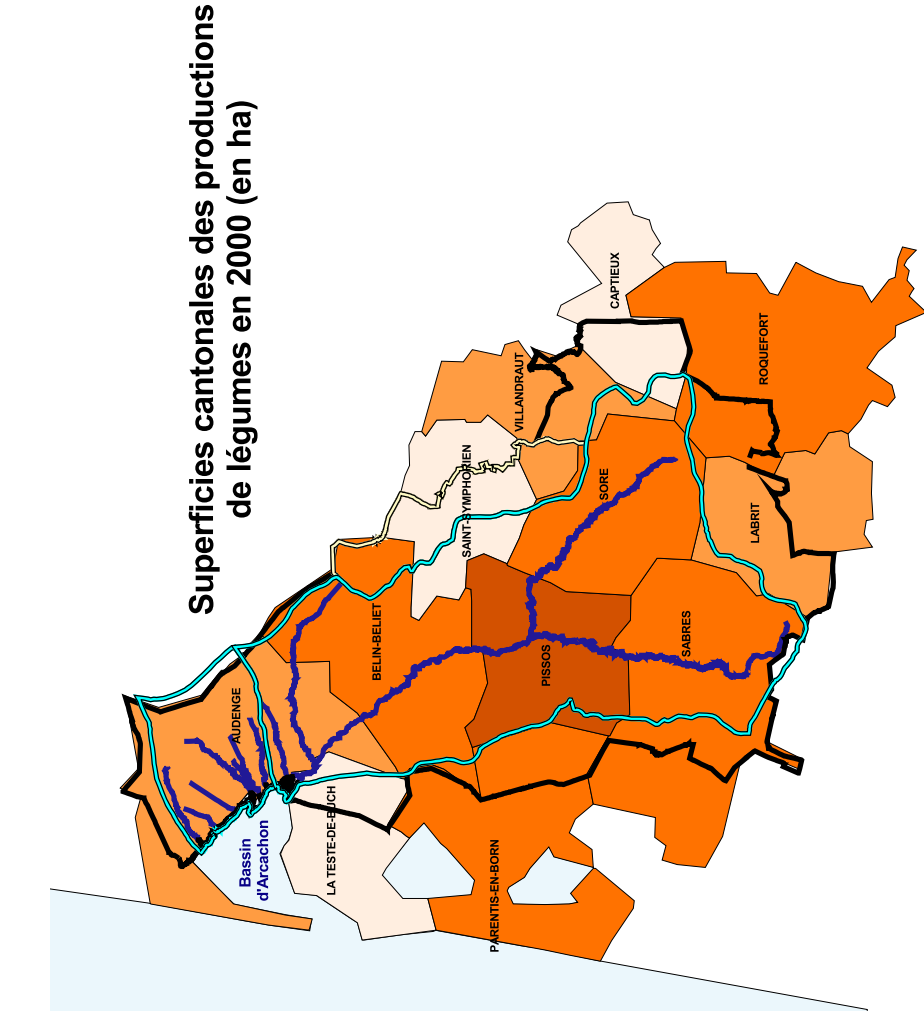 Superficies cantonales des productions
de légumes en 2000 (en ha)
CAPTIEUX
ROQUEFORT
VILLANDRAUT
SAINT-SYMPHORIEN
SORE
LABRIT
BELIN-BELIET
SABRES
PISSOS
AUDENGE
LA TESTE-DE-BUCH
Bassin
d'Arcachon
PARENTIS-EN-BORN